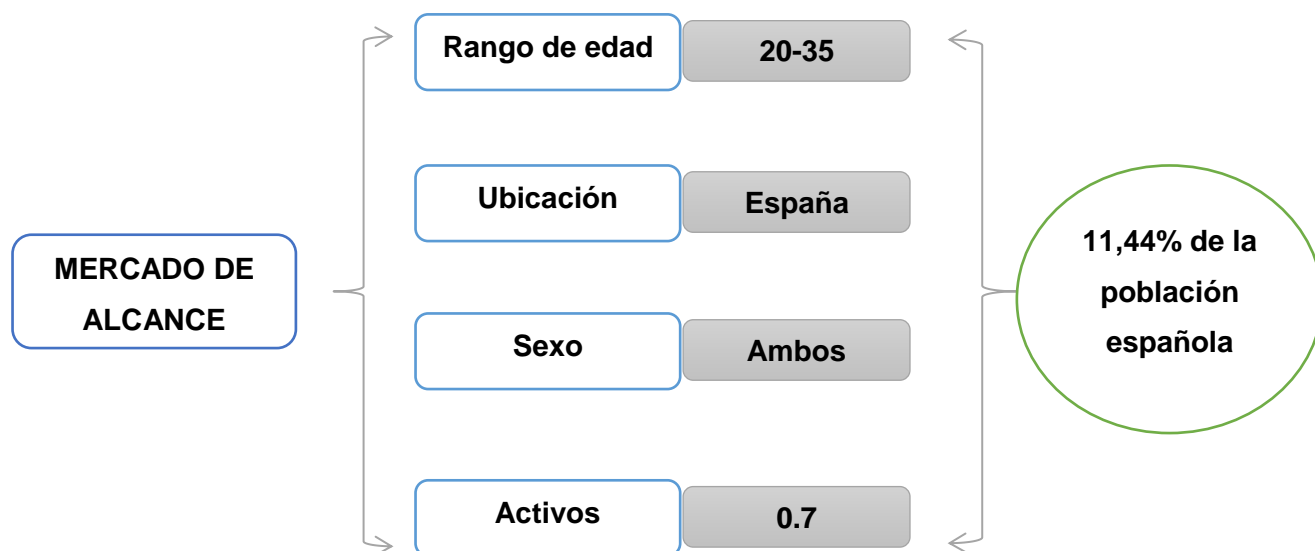 Rango de edad
20-35
Ubicación
España
MERCADO DE
ALCANCE
11,44% de la
población
española
Sexo
Ambos
Activos
0.7